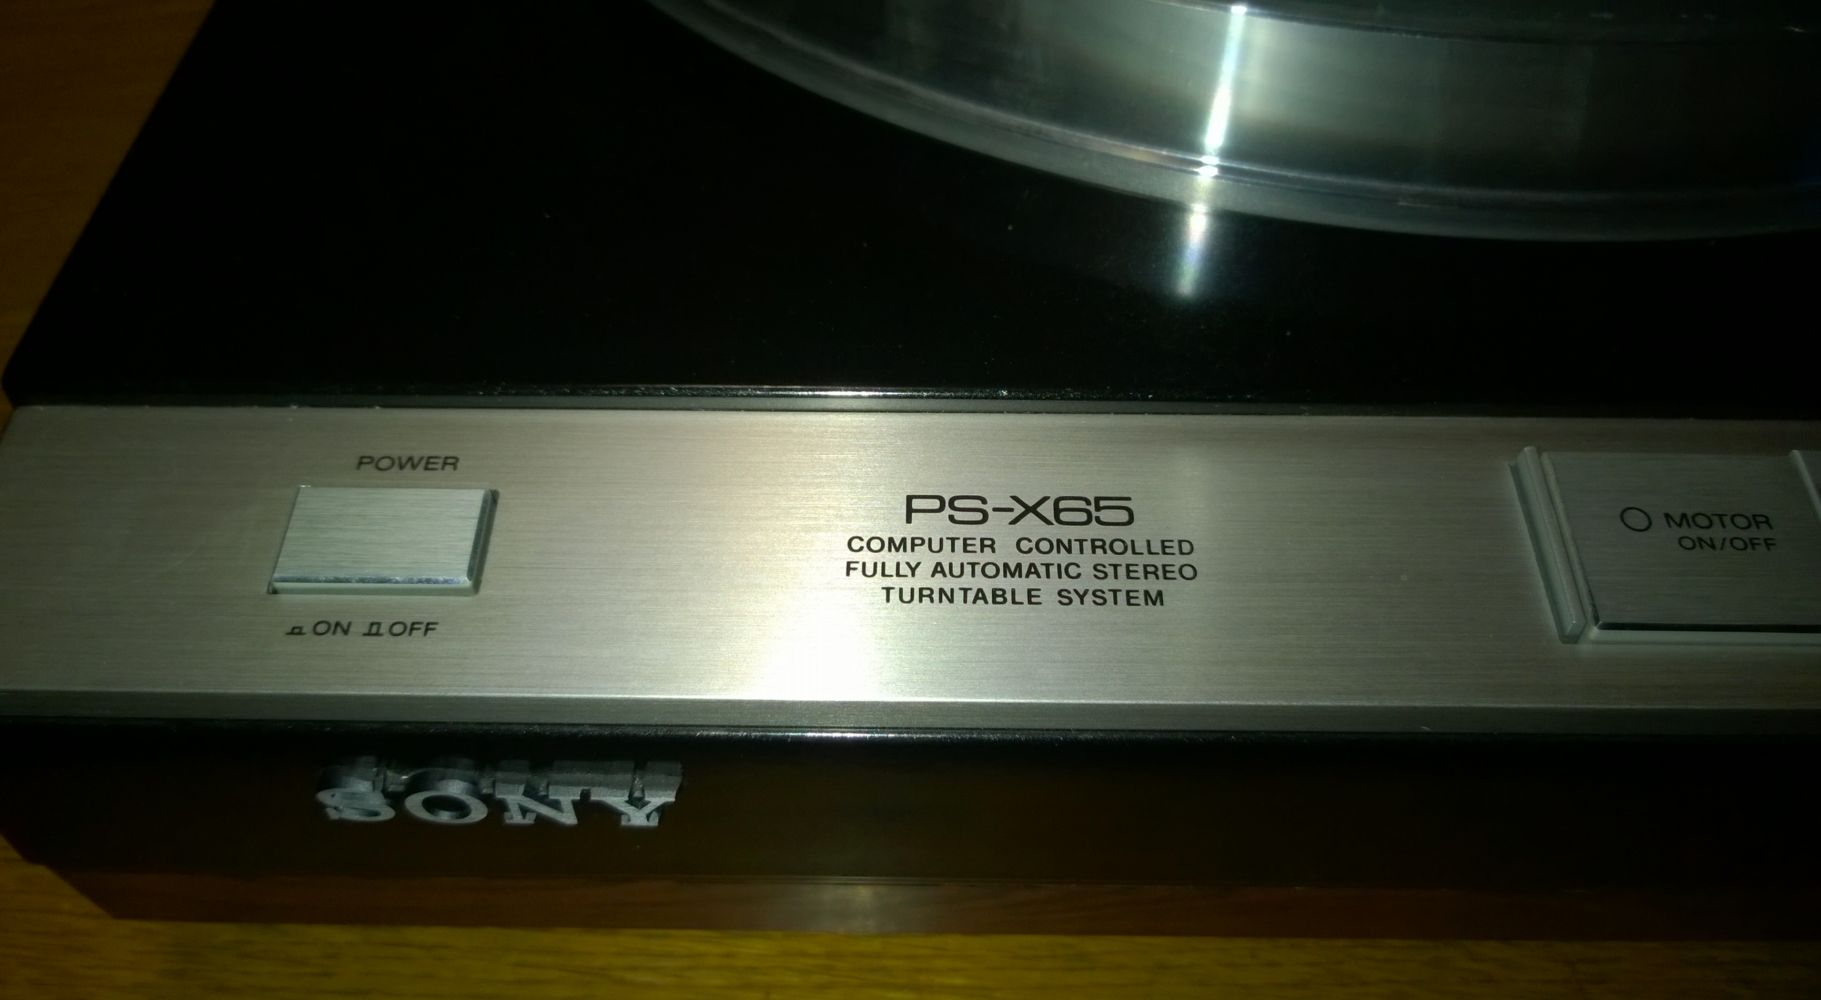 POWER
ON OFF
PS-X65
COMPUTER CONTROLLED
FULLY AUTOMATIC STEREO
TURNTABLE SYSTEM
MOTOR
ON/OFF
SONY